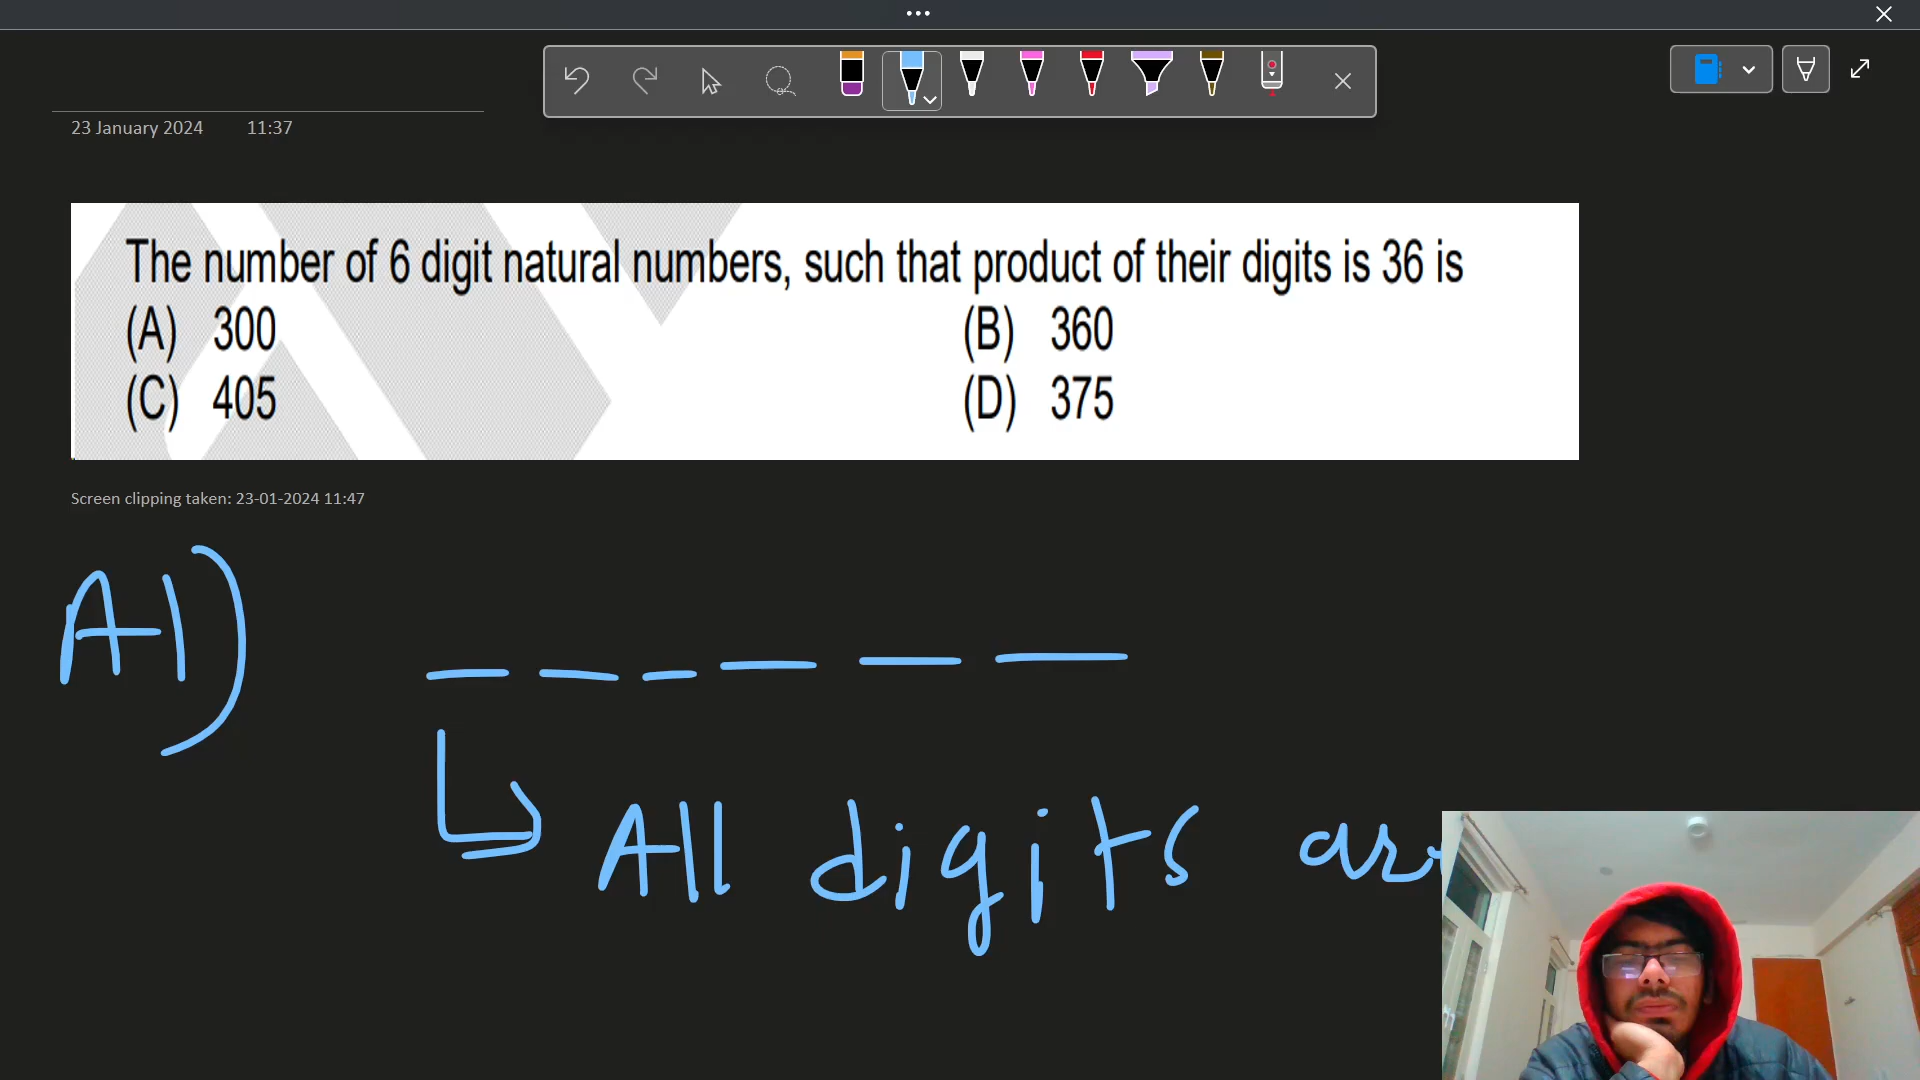 23 January 2024 11:37
The number of 6 digit natural numbers, such that product of their digits is 36 is
(A) 300 (B) 360
(C) 405 (D) 375
Screen clipping taken: 23-01-2024 11:47
A1)
All digits